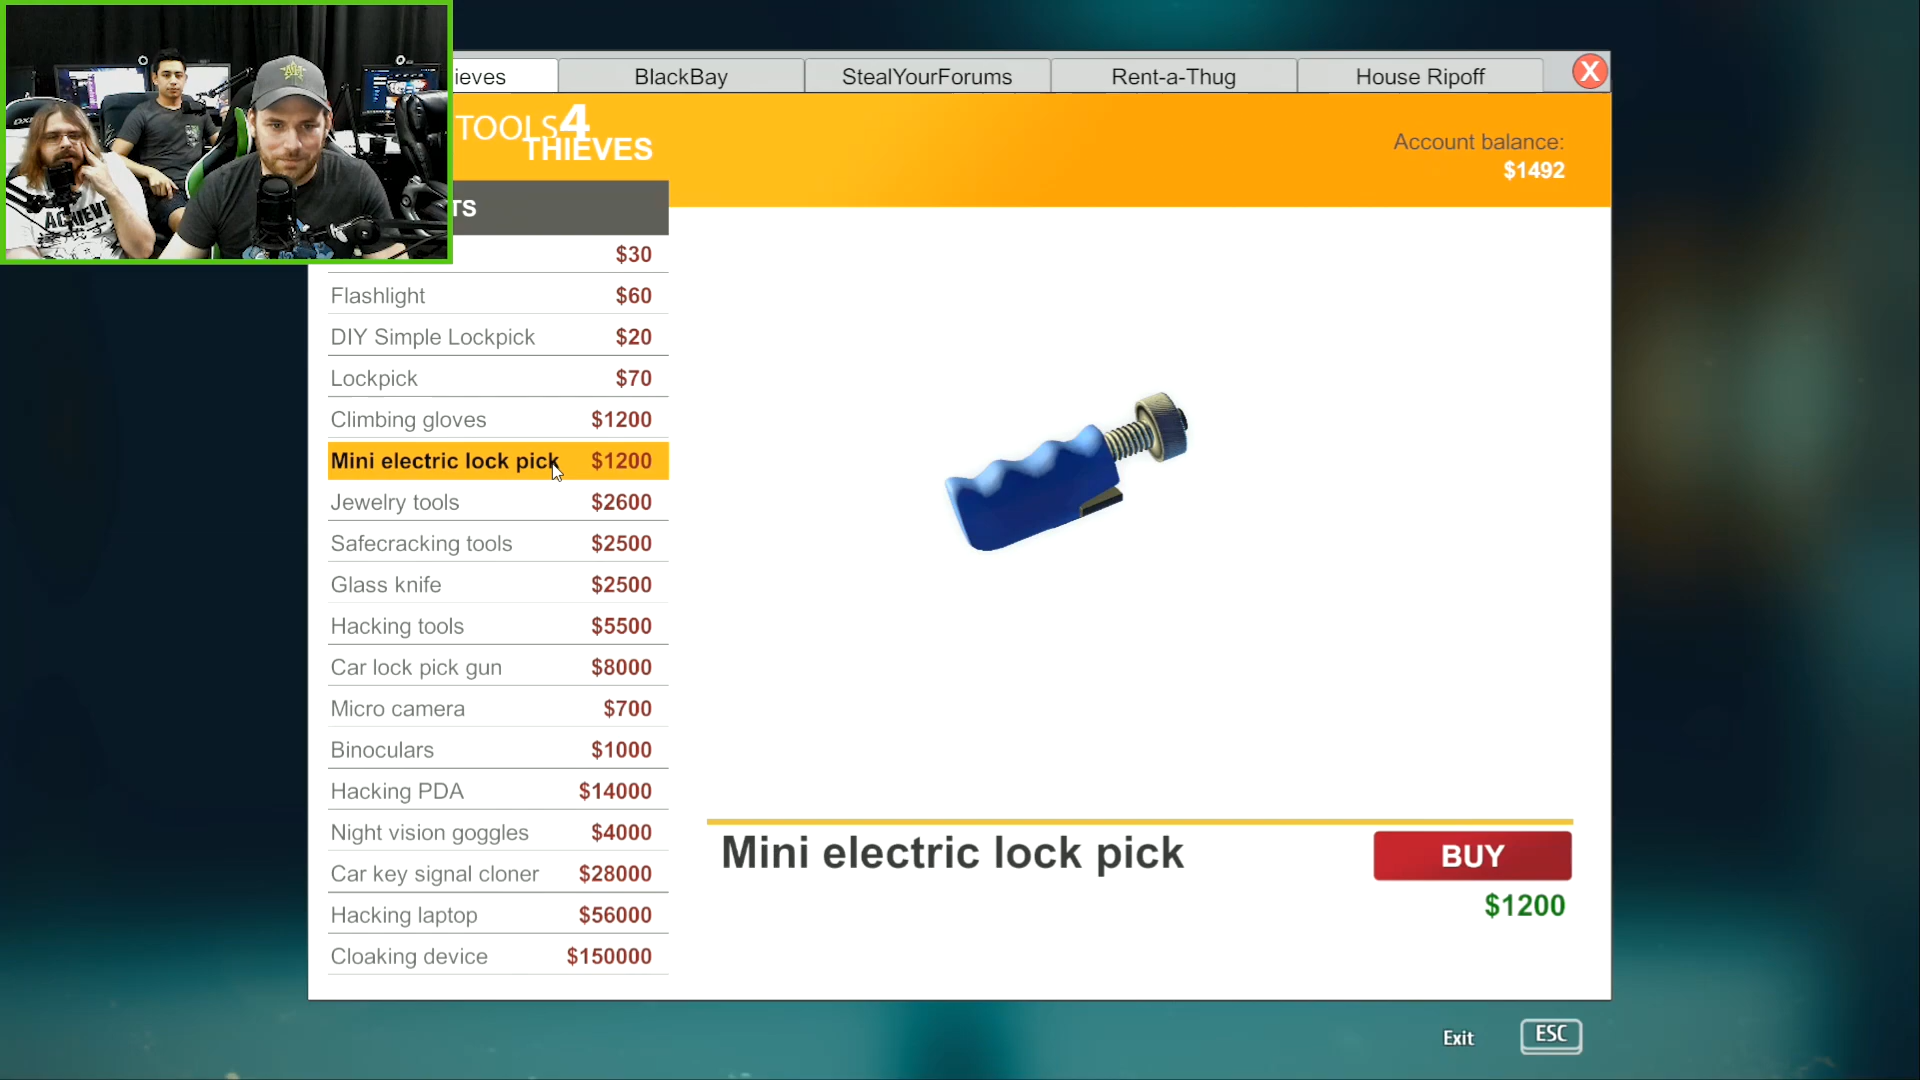 ieves
BlackBay
StealYourForums
Rent-a-Thug
House Ripoff
X
TOOLS4
THIEVES
Account balance:
$1492
TS
$30
Flashlight $60
DIY Simple Lockpick $20
Lockpick $70
Climbing gloves $1200
Mini electric lock pick $1200
Jewelry tools $2600
Safecracking tools $2500
Glass knife $2500
Hacking tools $5500
Car lock pick gun $8000
Micro camera $700
Binoculars $1000
Hacking PDA $14000
Night vision goggles $4000
Car key signal cloner $28000
Hacking laptop $56000
Cloaking device $150000
Mini electric lock pick
BUY
$1200
Exit
ESC